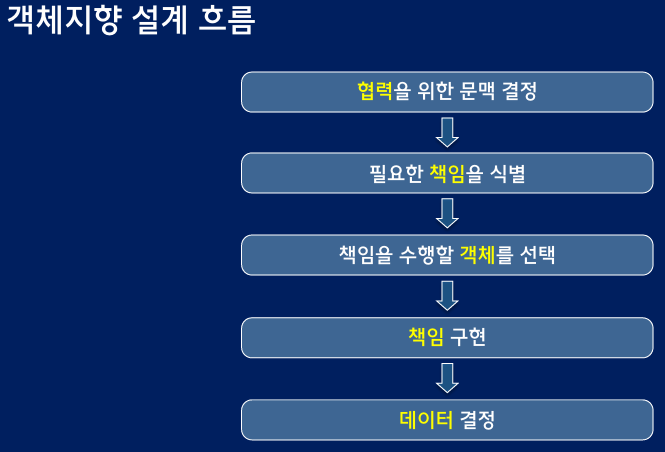 객체지향 설계 흐름
협력을 위한 문맥 결정
필요한 책임을 식별
책임을 수행할 객체를 선택
책임 구현
데이터 결정